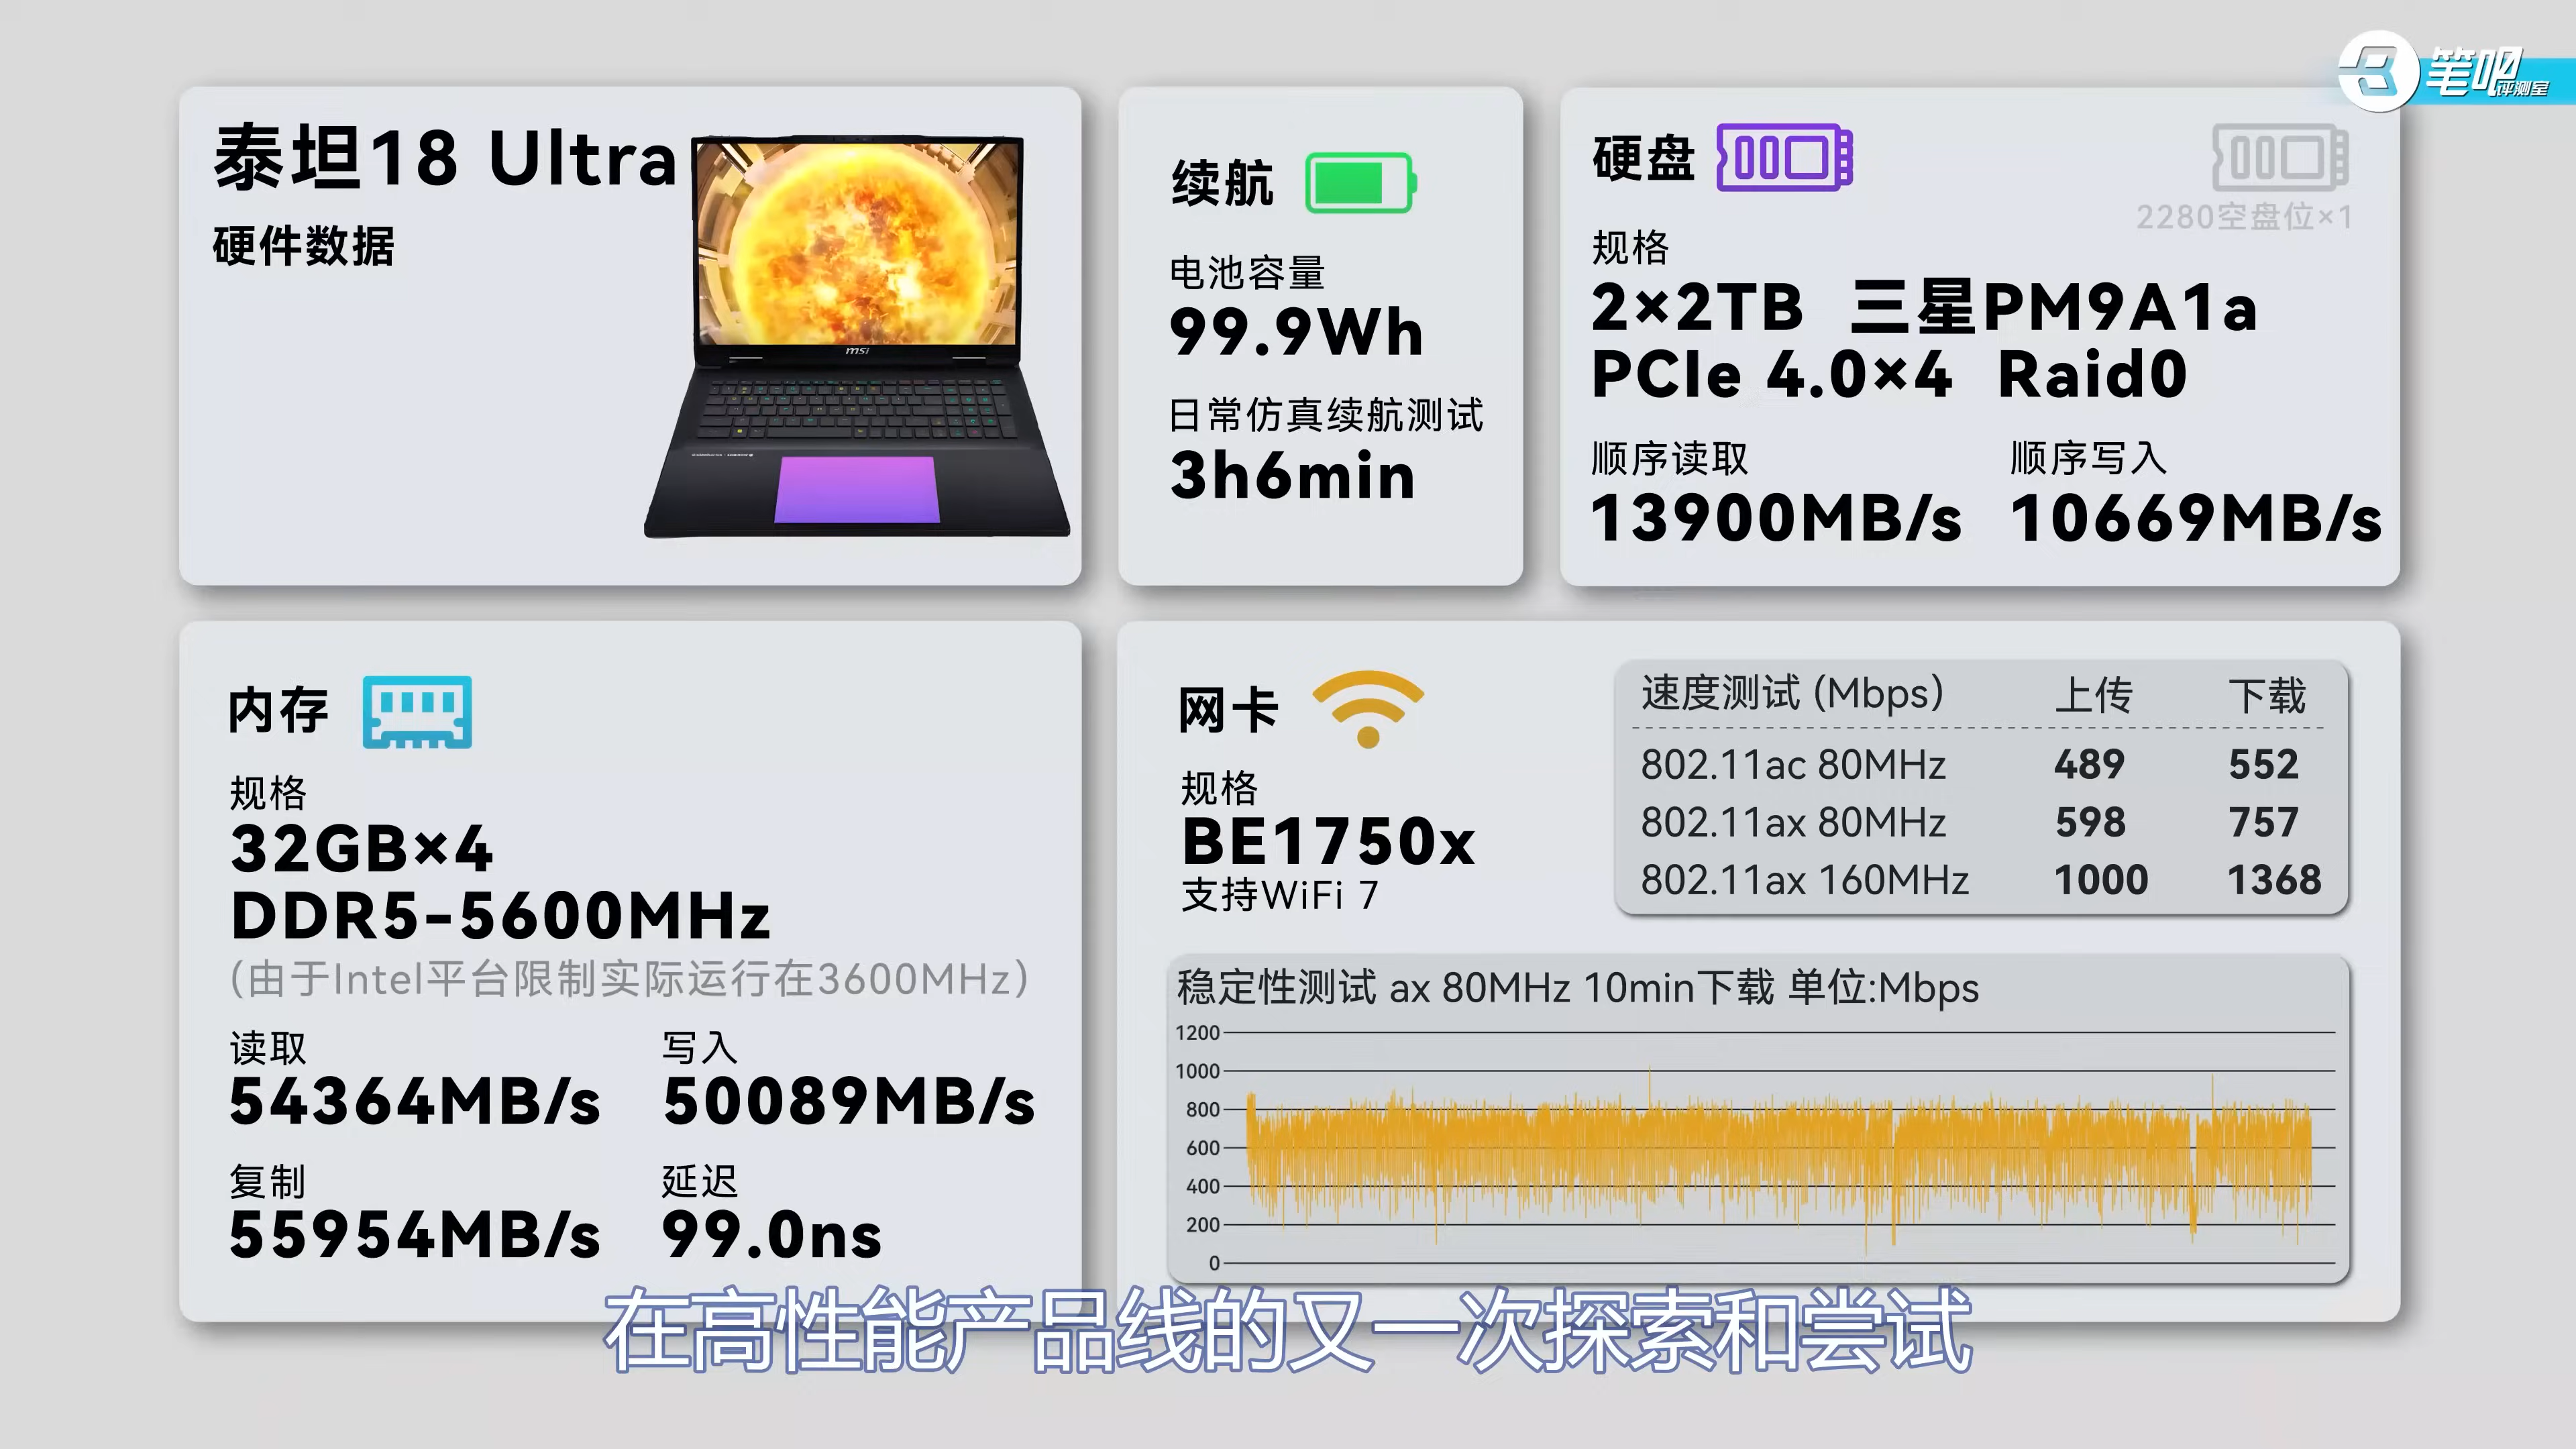 笔吧
评测室
泰坦18 Ultra
硬件数据
msi
续航
电池容量
99.9Wh
日常仿真续航测试
3h6min
硬盘
2280空盘位×1
规格
2×2TB 三星PM9A1a
PCIe 4.0×4 Raid0
顺序读取 顺序写入
13900MB/s 10669MB/s
内存
规格
32GB×4
DDR5-5600MHz
(由于Intel平台限制实际运行在3600MHz)
读取 写入
54364MB/s 50089MB/s
复制 延迟
55954MB/s 99.0ns
网卡
规格
BE1750x
支持WiFi 7
速度测试 (Mbps) 上传 下载
802.11ac 80MHz 489 552
802.11ax 80MHz 598 757
802.11ax 160MHz 1000 1368
稳定性测试 ax 80MHz 10min下载 单位:Mbps
1200
1000
800
600
400
200
0
在高性能产品线的又一次探索和尝试